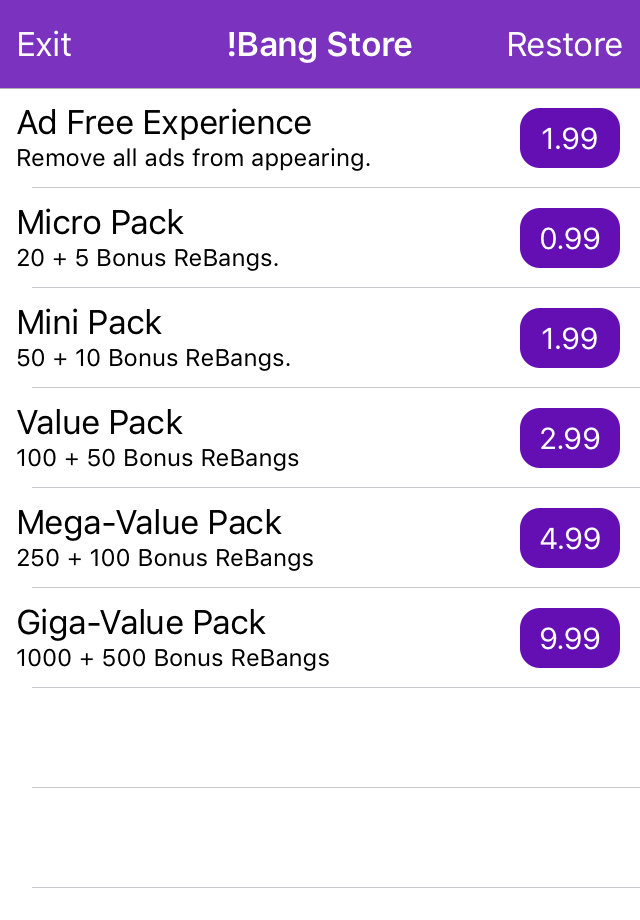 Exit !Bang Store Restore
Ad Free Experience
Remove all ads from appearing.
1.99
Micro Pack
20 + 5 Bonus ReBangs.
0.99
Mini Pack
50 + 10 Bonus ReBangs.
1.99
Value Pack
100 + 50 Bonus ReBangs
2.99
Mega-Value Pack
250 + 100 Bonus ReBangs
4.99
Giga-Value Pack
1000 + 500 Bonus ReBangs
9.99